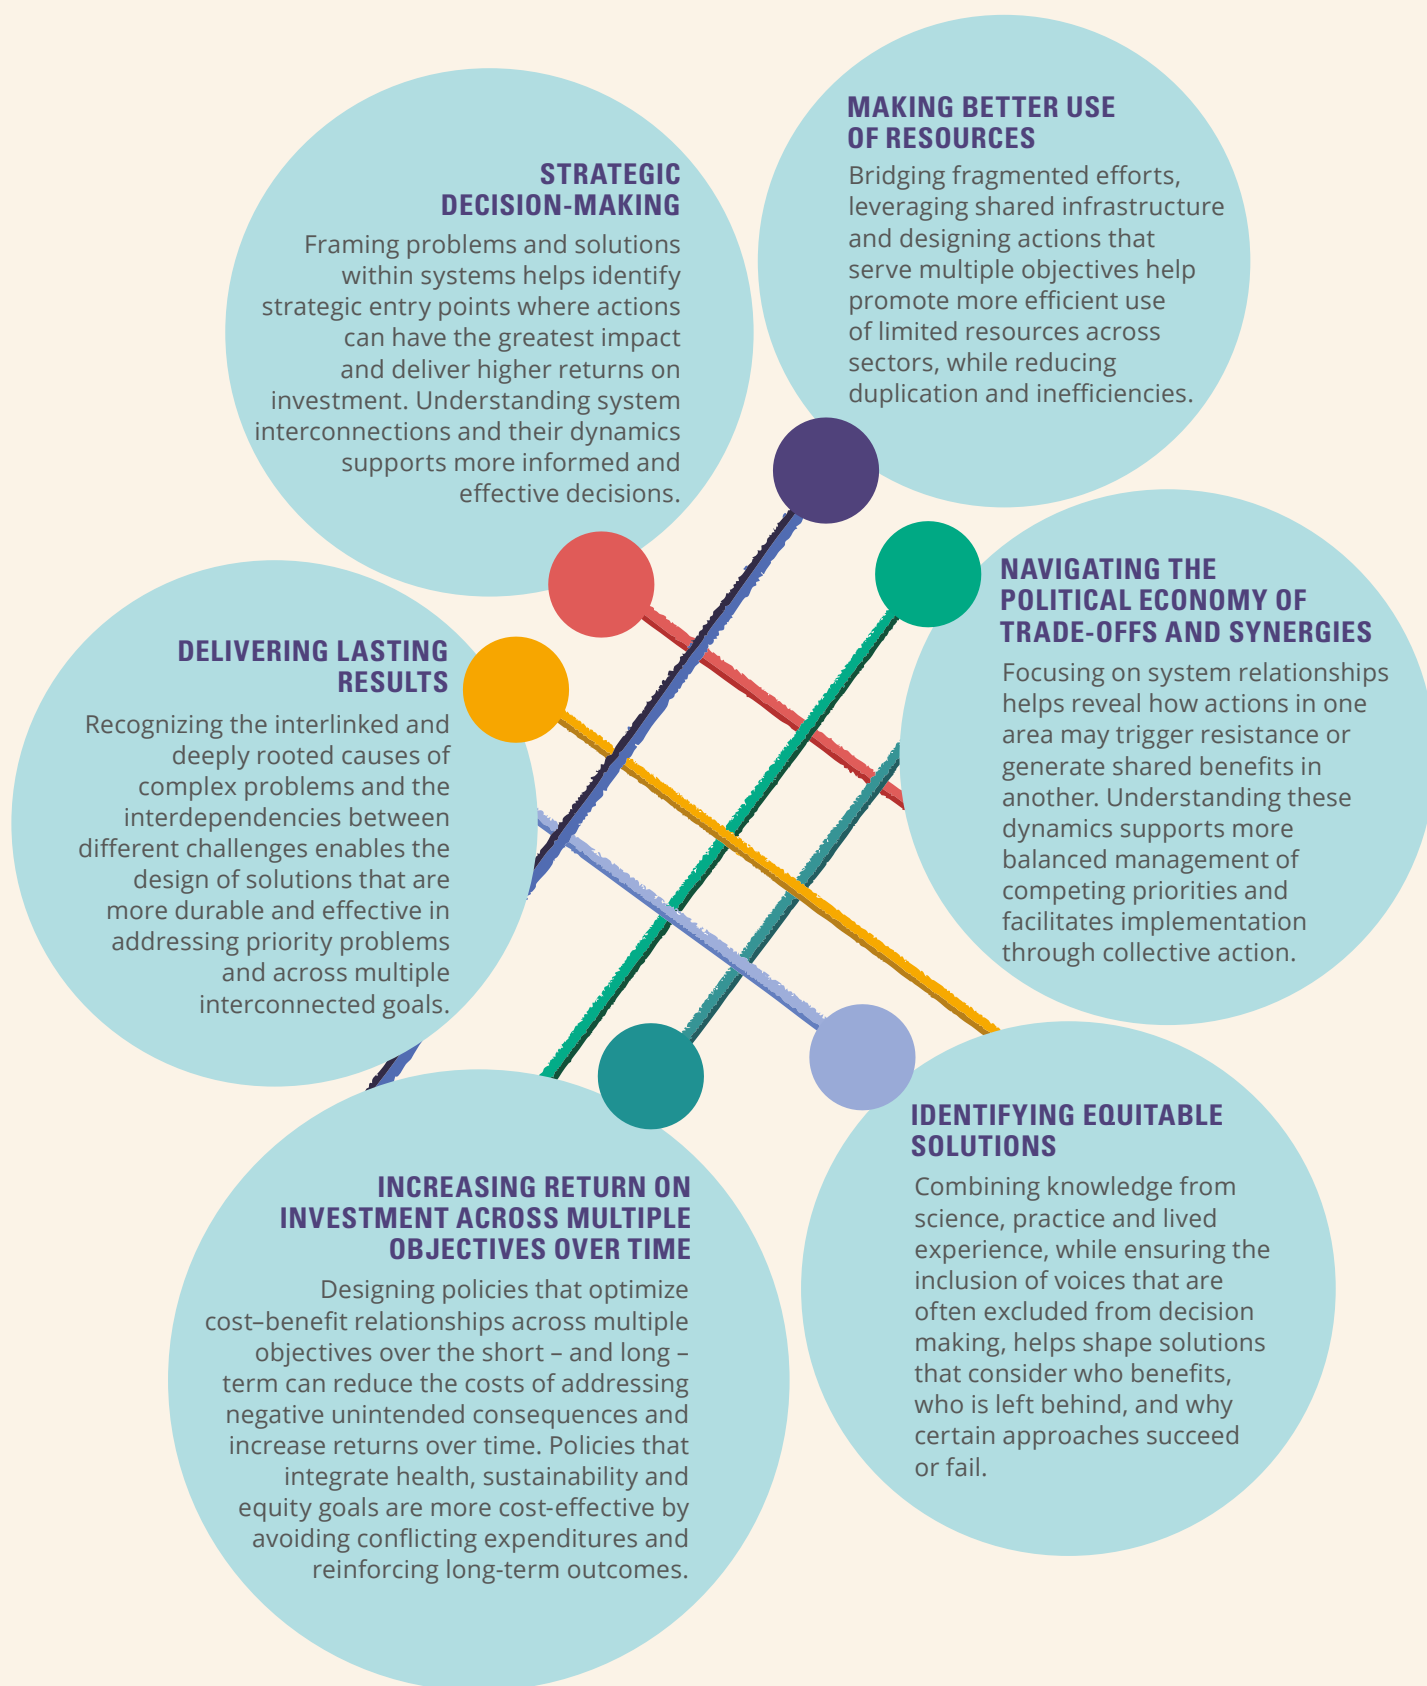 STRATEGIC
DECISION-MAKING
Framing problems and solutions
within systems helps identify
strategic entry points where actions
can have the greatest impact
and deliver higher returns on
investment. Understanding system
interconnections and their dynamics
supports more informed and
effective decisions.
MAKING BETTER USE
OF RESOURCES
Bridging fragmented efforts,
leveraging shared infrastructure
and designing actions that
serve multiple objectives help
promote more efficient use
of limited resources across
sectors, while reducing
duplication and inefficiencies.
DELIVERING LASTING
RESULTS
Recognizing the interlinked and
deeply rooted causes of
complex problems and the
interdependencies between
different challenges enables the
design of solutions that are
more durable and effective in
addressing priority problems
and across multiple
interconnected goals.
NAVIGATING THE
POLITICAL ECONOMY OF
TRADE-OFFS AND SYNERGIES
Focusing on system relationships
helps reveal how actions in one
area may trigger resistance or
generate shared benefits in
another. Understanding these
dynamics supports more
balanced management of
competing priorities and
facilitates implementation
through collective action.
INCREASING RETURN ON
INVESTMENT ACROSS MULTIPLE
OBJECTIVES OVER TIME
Designing policies that optimize
cost–benefit relationships across multiple
objectives over the short – and long –
term can reduce the costs of addressing
negative unintended consequences and
increase returns over time. Policies that
integrate health, sustainability and
equity goals are more cost-effective by
avoiding conflicting expenditures and
reinforcing long-term outcomes.
IDENTIFYING EQUITABLE
SOLUTIONS
Combining knowledge from
science, practice and lived
experience, while ensuring the
inclusion of voices that are
often excluded from decision
making, helps shape solutions
that consider who benefits,
who is left behind, and why
certain approaches succeed
or fail.